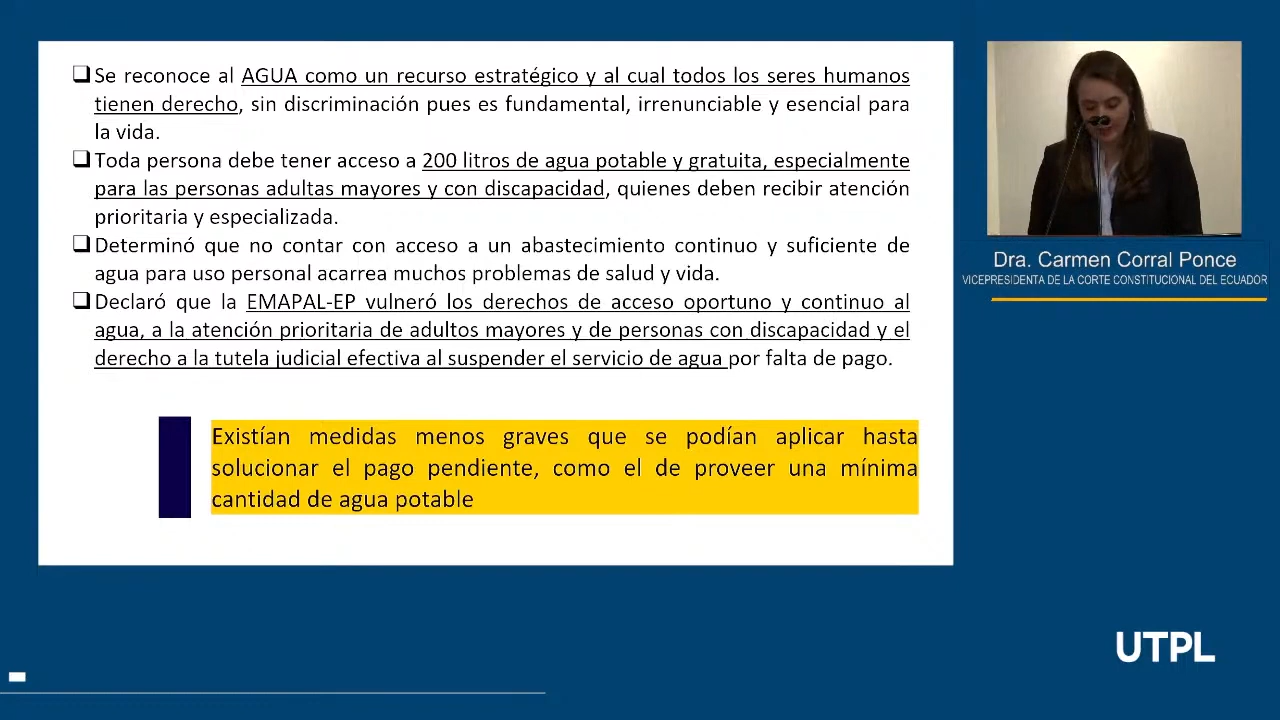 ❑Se reconoce al AGUA como un recurso estratégico y al cual todos los seres humanos
tienen derecho, sin discriminación pues es fundamental, irrenunciable y esencial para
la vida.
❑Toda persona debe tener acceso a 200 litros de agua potable y gratuita, especialmente
para las personas adultas mayores y con discapacidad, quienes deben recibir atención
prioritaria y especializada.
❑Determinó que no contar con acceso a un abastecimiento continuo y suficiente de
agua para uso personal acarrea muchos problemas de salud y vida.
❑Declaró que la EMAPAL-EP vulneró los derechos de acceso oportuno y continuo al
agua, a la atención prioritaria de adultos mayores y de personas con discapacidad y el
derecho a la tutela judicial efectiva al suspender el servicio de agua por falta de pago.
Existían medidas menos graves que se podían aplicar hasta
solucionar el pago pendiente, como el de proveer una mínima
cantidad de agua potable
Dra. Carmen Corral Ponce
VICEPRESIDENTA DE LA CORTE CONSTITUCIONAL DEL ECUADOR
UTPL